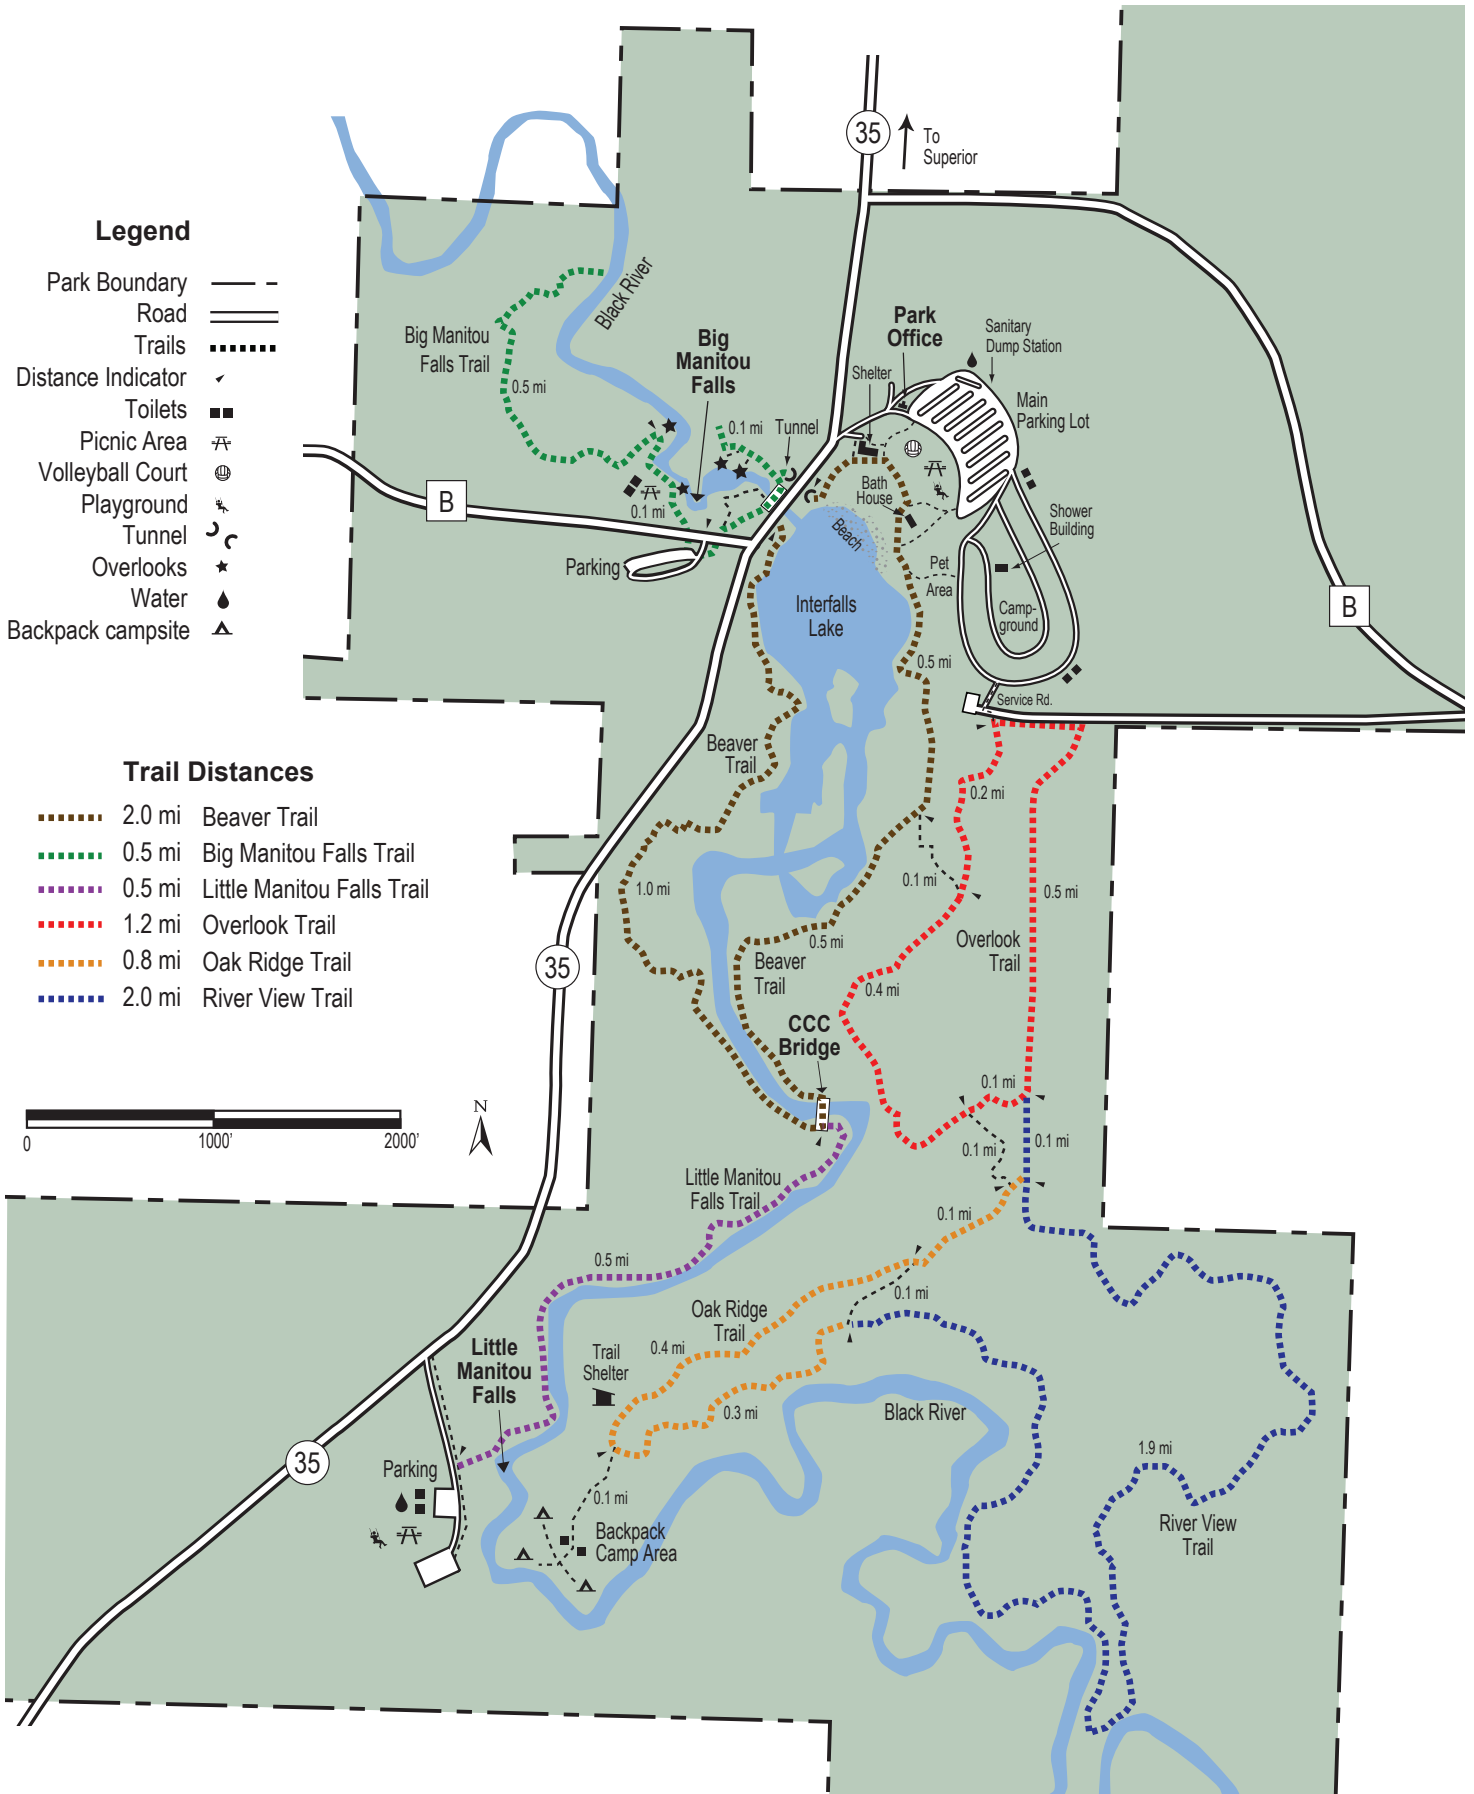 35
To
Superior
Legend
Park Boundary
Road
Trails
Distance Indicator
Toilets
Picnic Area
Volleyball Court
Playground
Tunnel
Overlooks
Water
Backpack campsite
Black River
Big Manitou
Falls Trail
0.5 mi
Big
Manitou
Falls
0.1 mi
Tunnel
0.1 mi
B
Parking
Park
Office
Shelter
Sanitary
Dump Station
Main
Parking Lot
Bath
House
Beach
Shower
Building
Pet
Area
Camp-
ground
Interfalls
Lake
B
0.5 mi
Service Rd.
Beaver
Trail
0.2 mi
Trail Distances
2.0 mi Beaver Trail
0.5 mi Big Manitou Falls Trail
0.5 mi Little Manitou Falls Trail
1.2 mi Overlook Trail
0.8 mi Oak Ridge Trail
2.0 mi River View Trail
1.0 mi
0.1 mi
0.5 mi
0.5 mi
Beaver
Trail
Overlook
Trail
0.4 mi
35
CCC
Bridge
0.1 mi
0
1000'
2000'
N
0.1 mi
0.1 mi
Little Manitou
Falls Trail
0.1 mi
0.5 mi
0.1 mi
Oak Ridge
Trail
0.4 mi
Little
Manitou
Falls
Trail
Shelter
0.3 mi
Black River
35
Parking
0.1 mi
Backpack
Camp Area
1.9 mi
River View
Trail